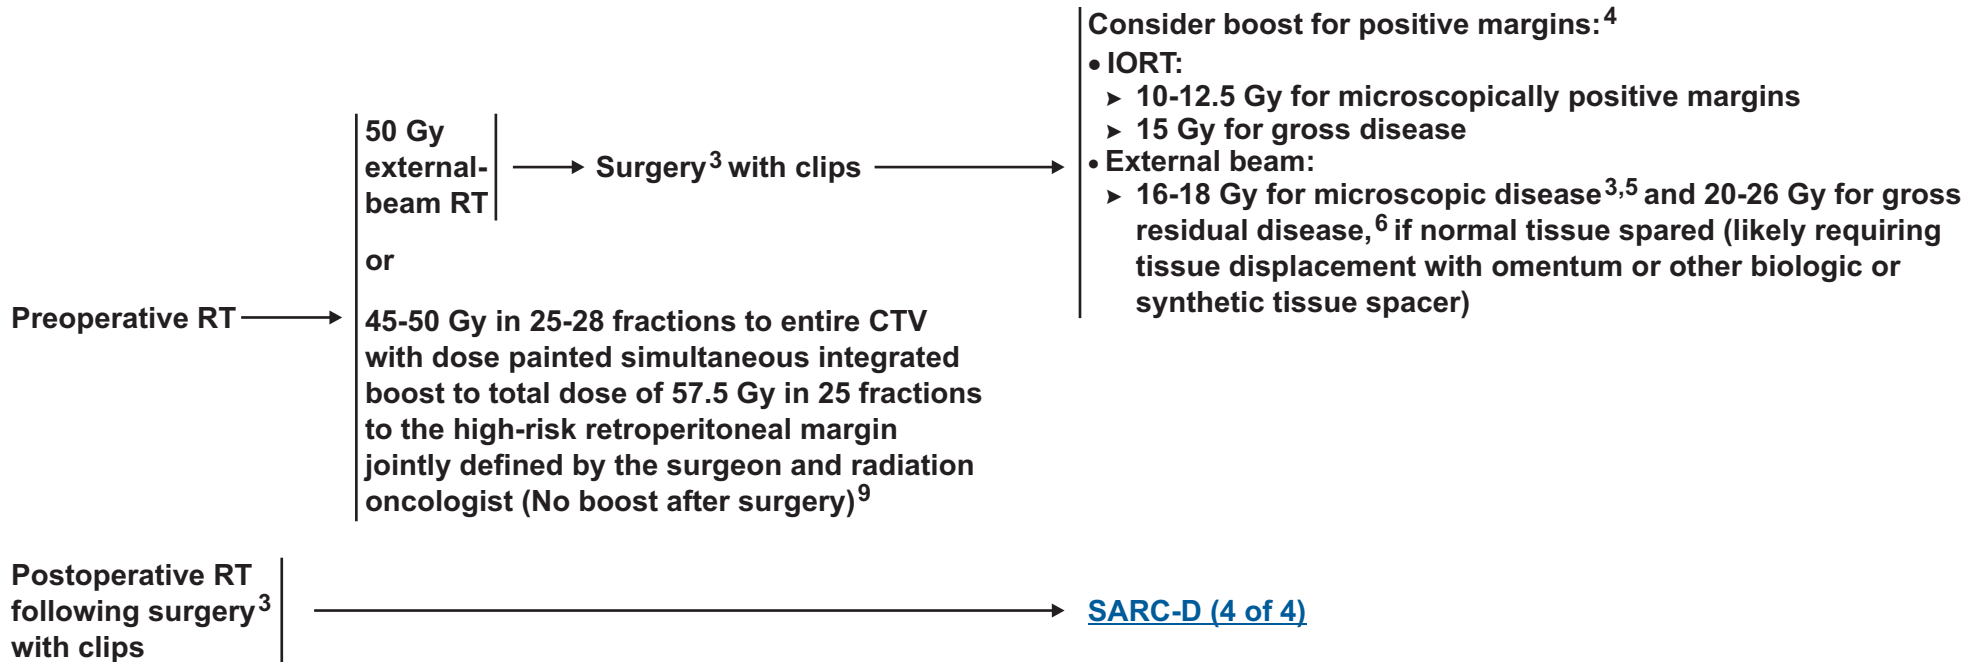 Preoperative RT
50 Gy
external-
beam RT
or
45-50 Gy in 25-28 fractions to entire CTV
with dose painted simultaneous integrated
boost to total dose of 57.5 Gy in 25 fractions
to the high-risk retroperitoneal margin
jointly defined by the surgeon and radiation
oncologist (No boost after surgery)9
Surgery3 with clips
Consider boost for positive margins:4
• IORT:
➤ 10-12.5 Gy for microscopically positive margins
➤ 15 Gy for gross disease
• External beam:
➤ 16-18 Gy for microscopic disease3,5 and 20-26 Gy for gross
residual disease,6 if normal tissue spared (likely requiring
tissue displacement with omentum or other biologic or
synthetic tissue spacer)
Postoperative RT
following surgery3
with clips
SARC-D (4 of 4)